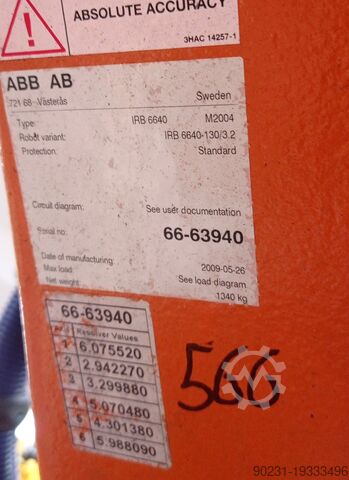 ABSOLUTE ACCURACY
3HAC 14257-1
ABB AB
721 68 Västerås Sweden
Type: IRB 6640 M2004
Robot variant: IRB 6640-130/3.2
Protection: Standard
Circuit diagram: See user documentation
Serial no: 66-63940
Date of manufacturing: 2009-05-26
Max load: See load diagram
Net weight: 1340 kg
66-63940
Axis Resolver Values
1 6.075520
2 2.942270
3 3.299880
4 5.070480
5 4.301380
6 5.988090
566
90231-19333496